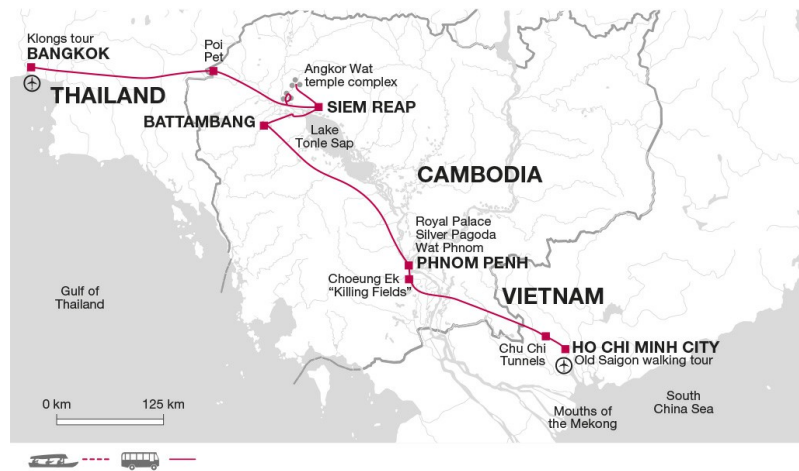 Klongs tour
BANGKOK
Poi
Pet
THAILAND
Angkor Wat
temple complex
SIEM REAP
BATTAMBANG
Lake
Tonle Sap
CAMBODIA
Royal Palace
Silver Pagoda
Wat Phnom
PHNOM PENH
Choeung Ek
“Killing Fields”
VIETNAM
Gulf of
Thailand
Chu Chi
Tunnels
HO CHI MINH CITY
Old Saigon walking tour
0 km
125 km
Mouths of
the Mekong
South
China Sea